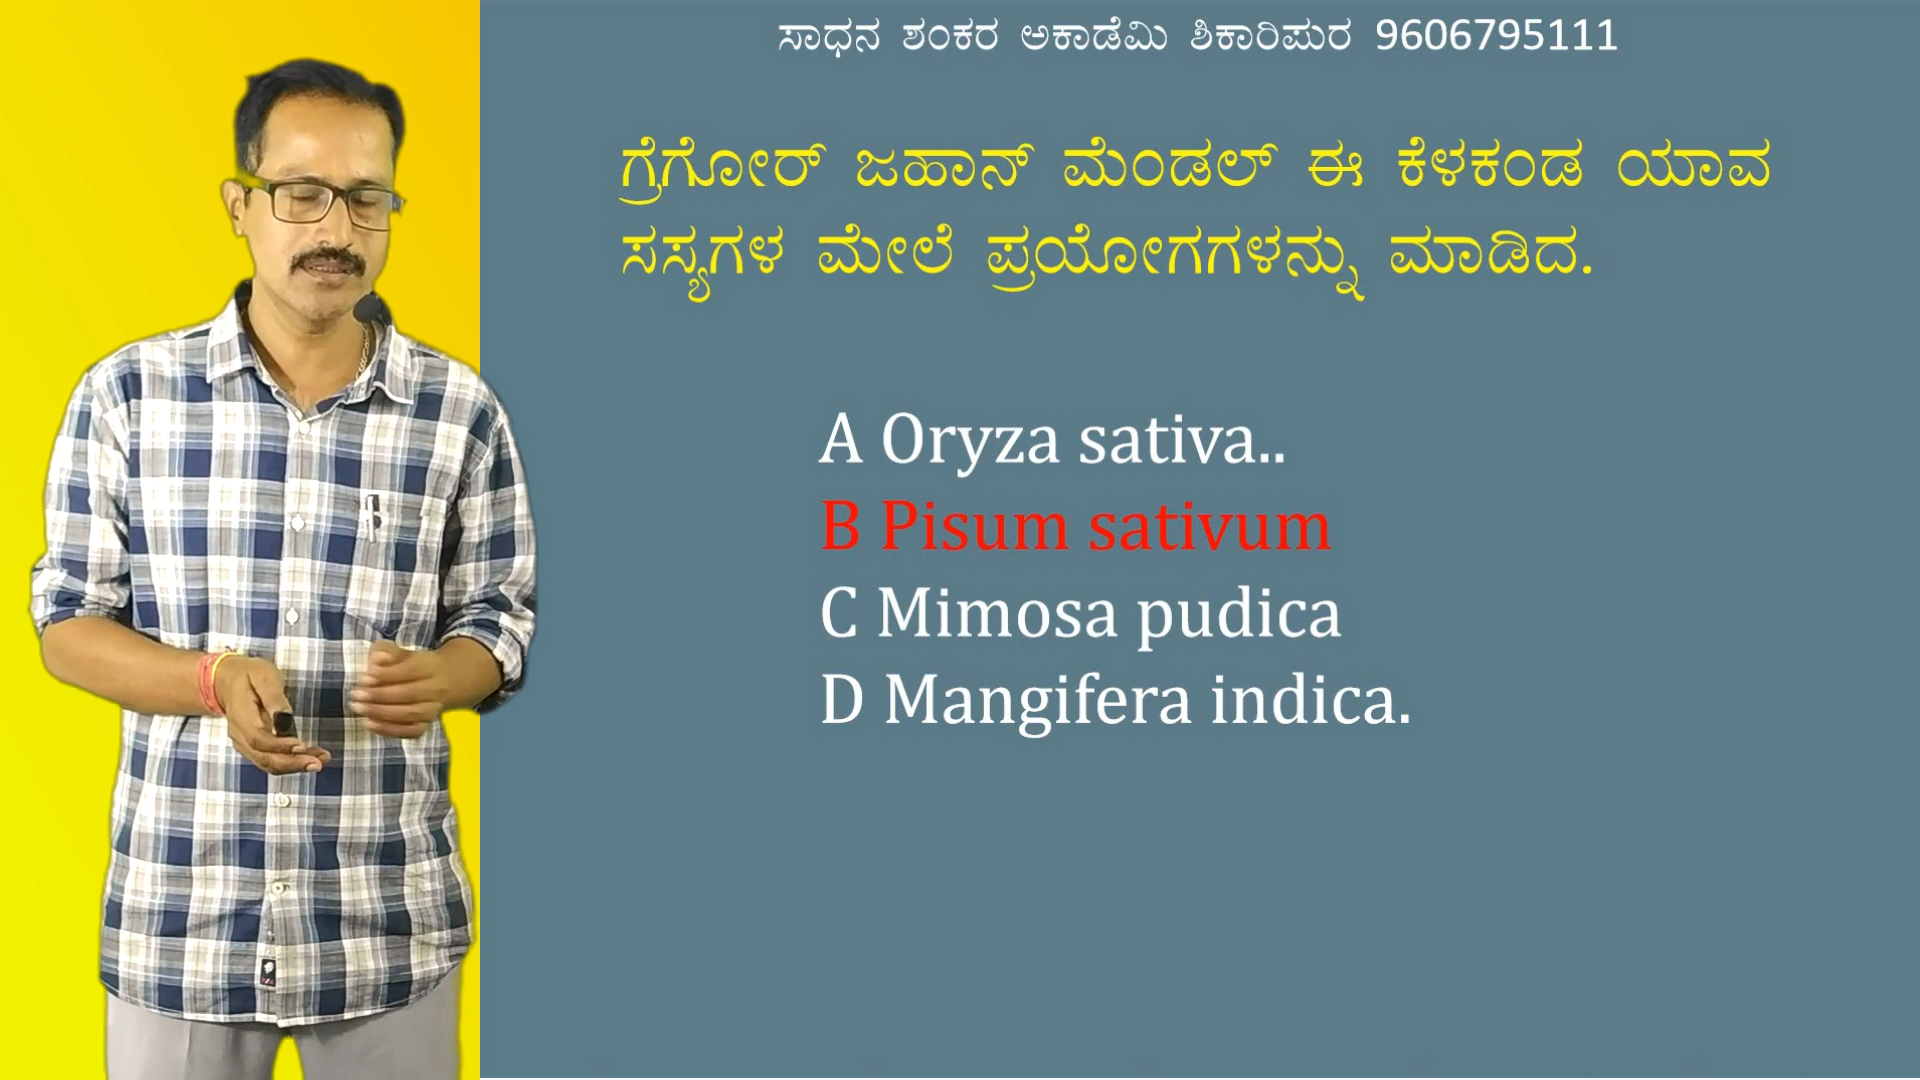 ಸಾಧನ ಶಂಕರ ಅಕಾಡೆಮಿ ಶಿಕಾರಿಪುರ 9606795111
ಗ್ರೆಗೋರ್ ಜಹಾನ್ ಮೆಂಡಲ್ ಈ ಕೆಳಕಂಡ ಯಾವ
ಸಸ್ಯಗಳ ಮೇಲೆ ಪ್ರಯೋಗಗಳನ್ನು ಮಾಡಿದ.
A Oryza sativa..
B Pisum sativum
C Mimosa pudica
D Mangifera indica.